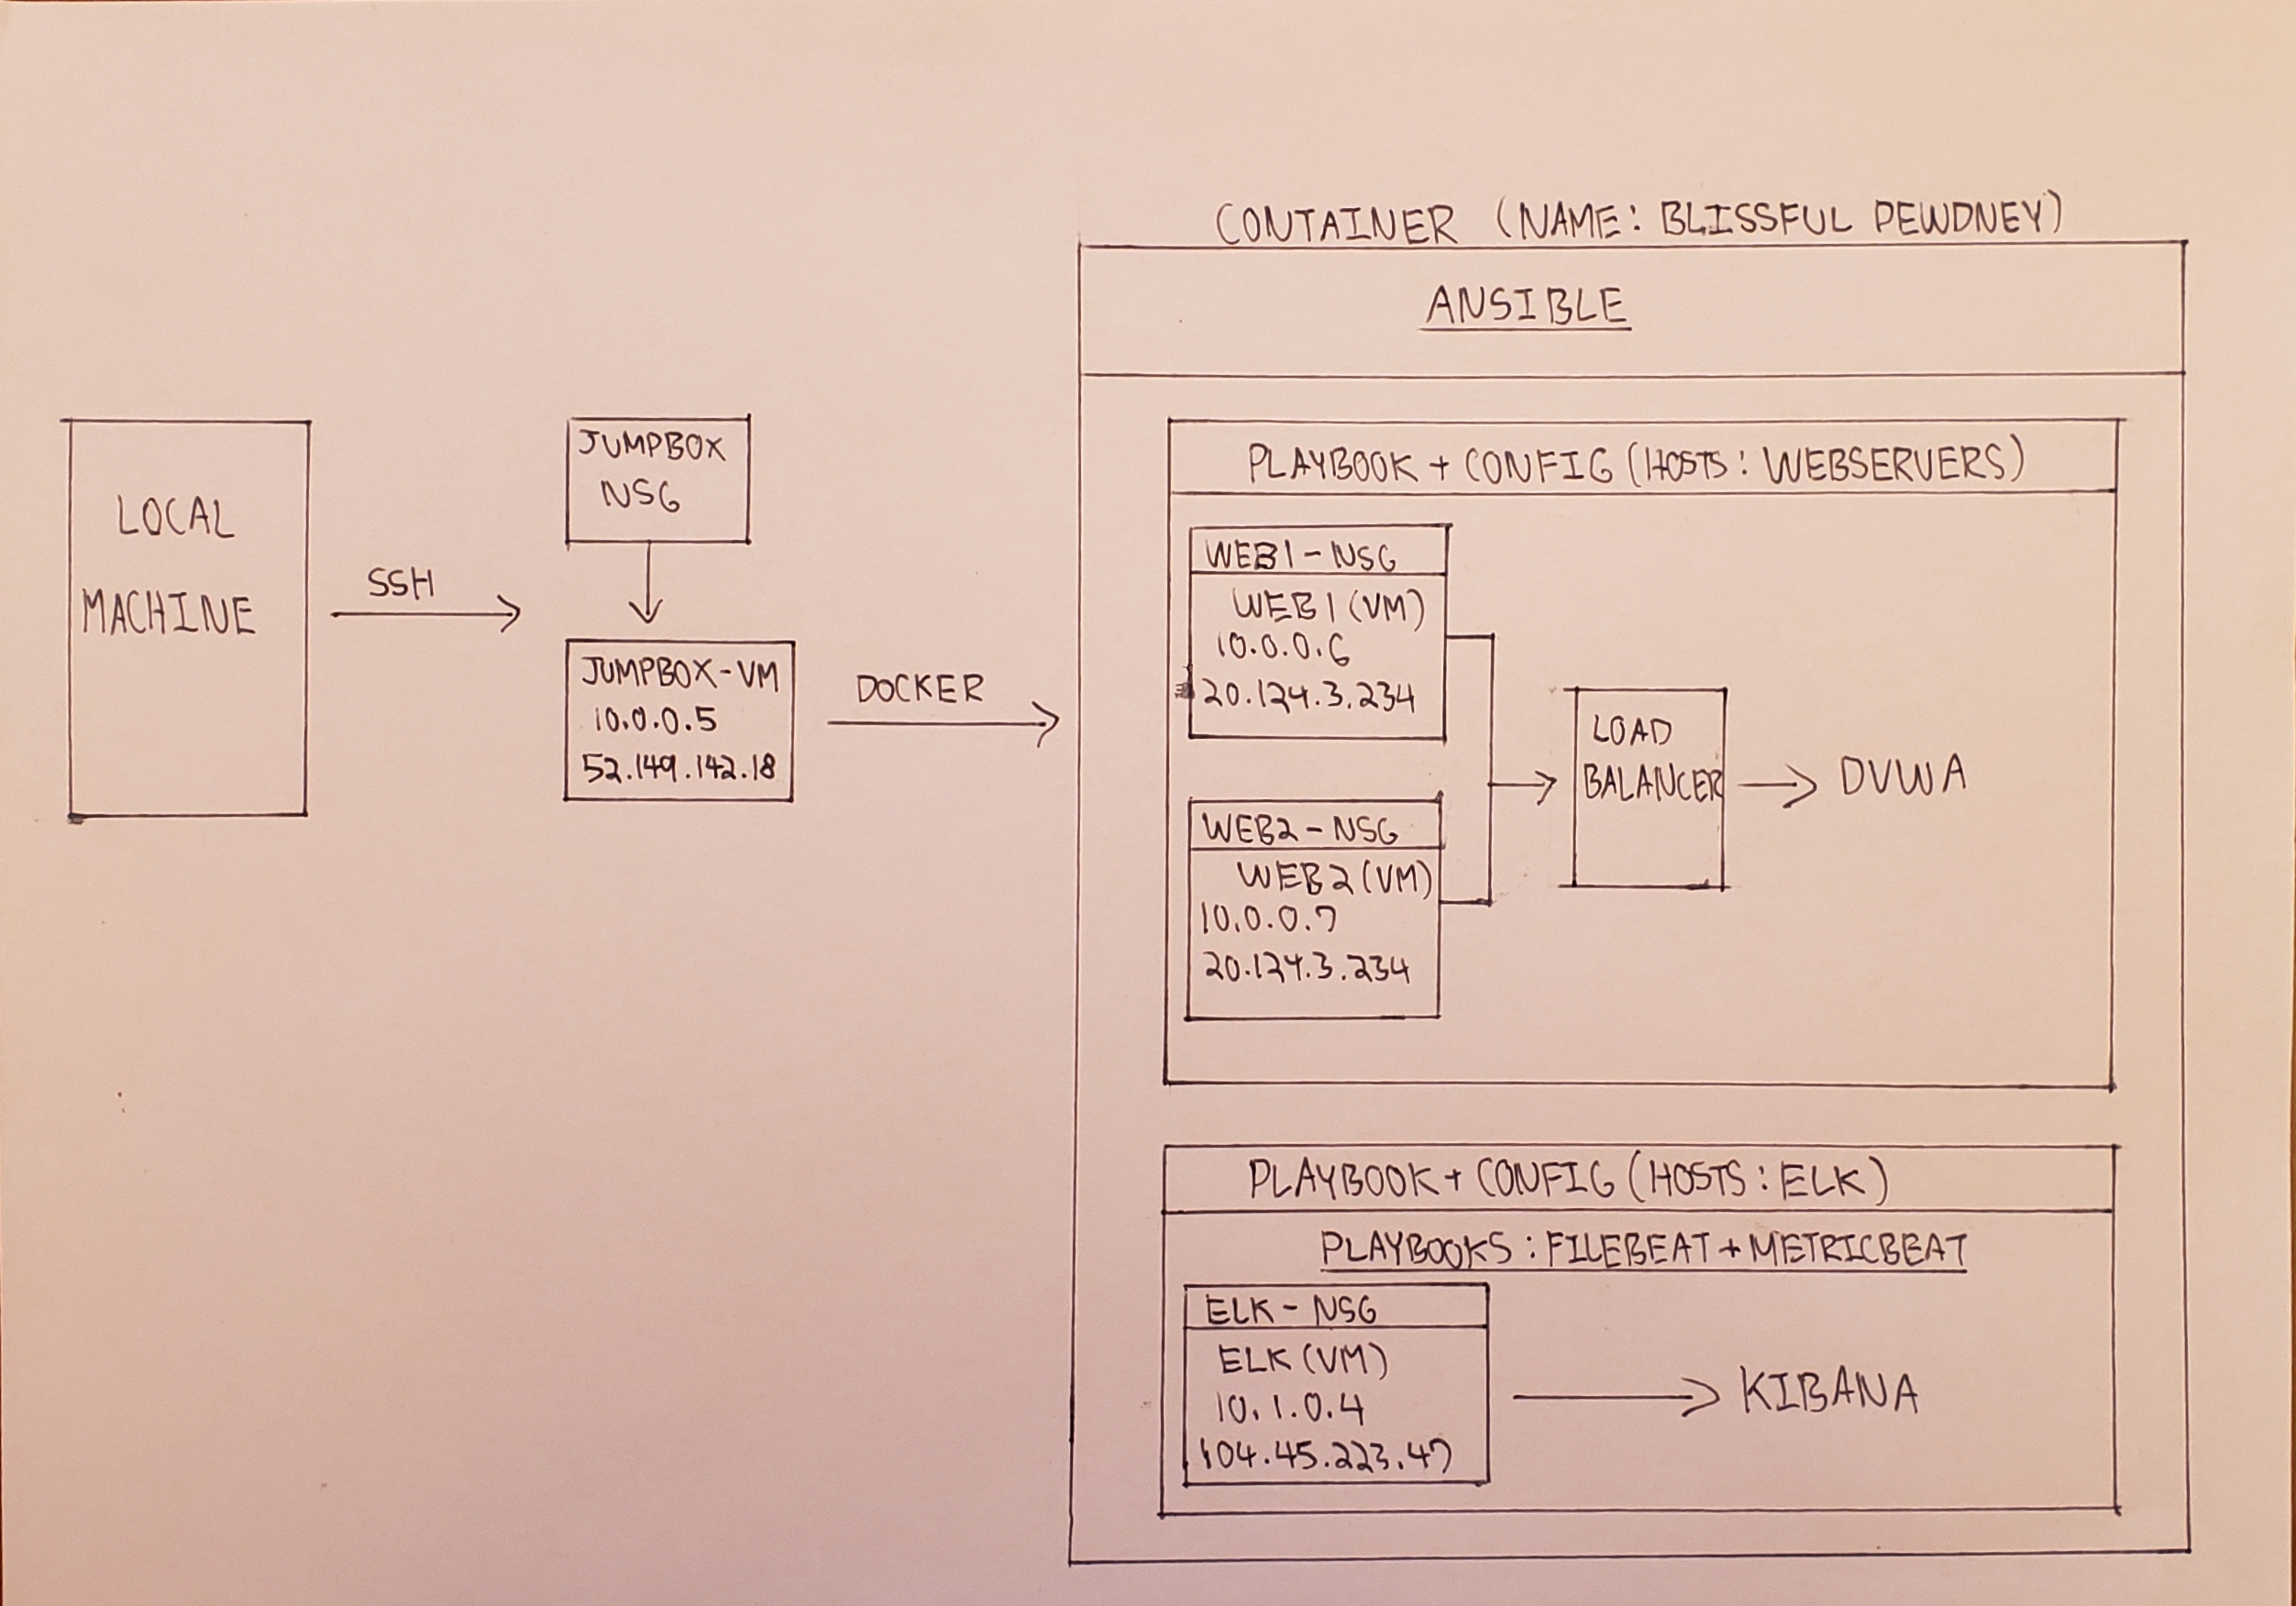 CONTAINER (NAME: BLISSFUL PEWDNEY)
ANSIBLE
LOCAL
MACHINE
SSH
JUMPBOX
NSG
JUMPBOX-VM
10.0.0.5
52.149.142.18
DOCKER
PLAYBOOK + CONFIG (HOSTS: WEBSERVERS)
WEB1-NSG
WEB1 (VM)
10.0.0.6
20.124.3.234
WEB2-NSG
WEB2 (VM)
10.0.0.7
20.124.3.234
LOAD
BALANCER
DVWA
PLAYBOOK + CONFIG (HOSTS: ELK)
PLAYBOOKS: FILEBEAT + METRICBEAT
ELK-NSG
ELK (VM)
10.1.0.4
104.45.223.47
KIBANA